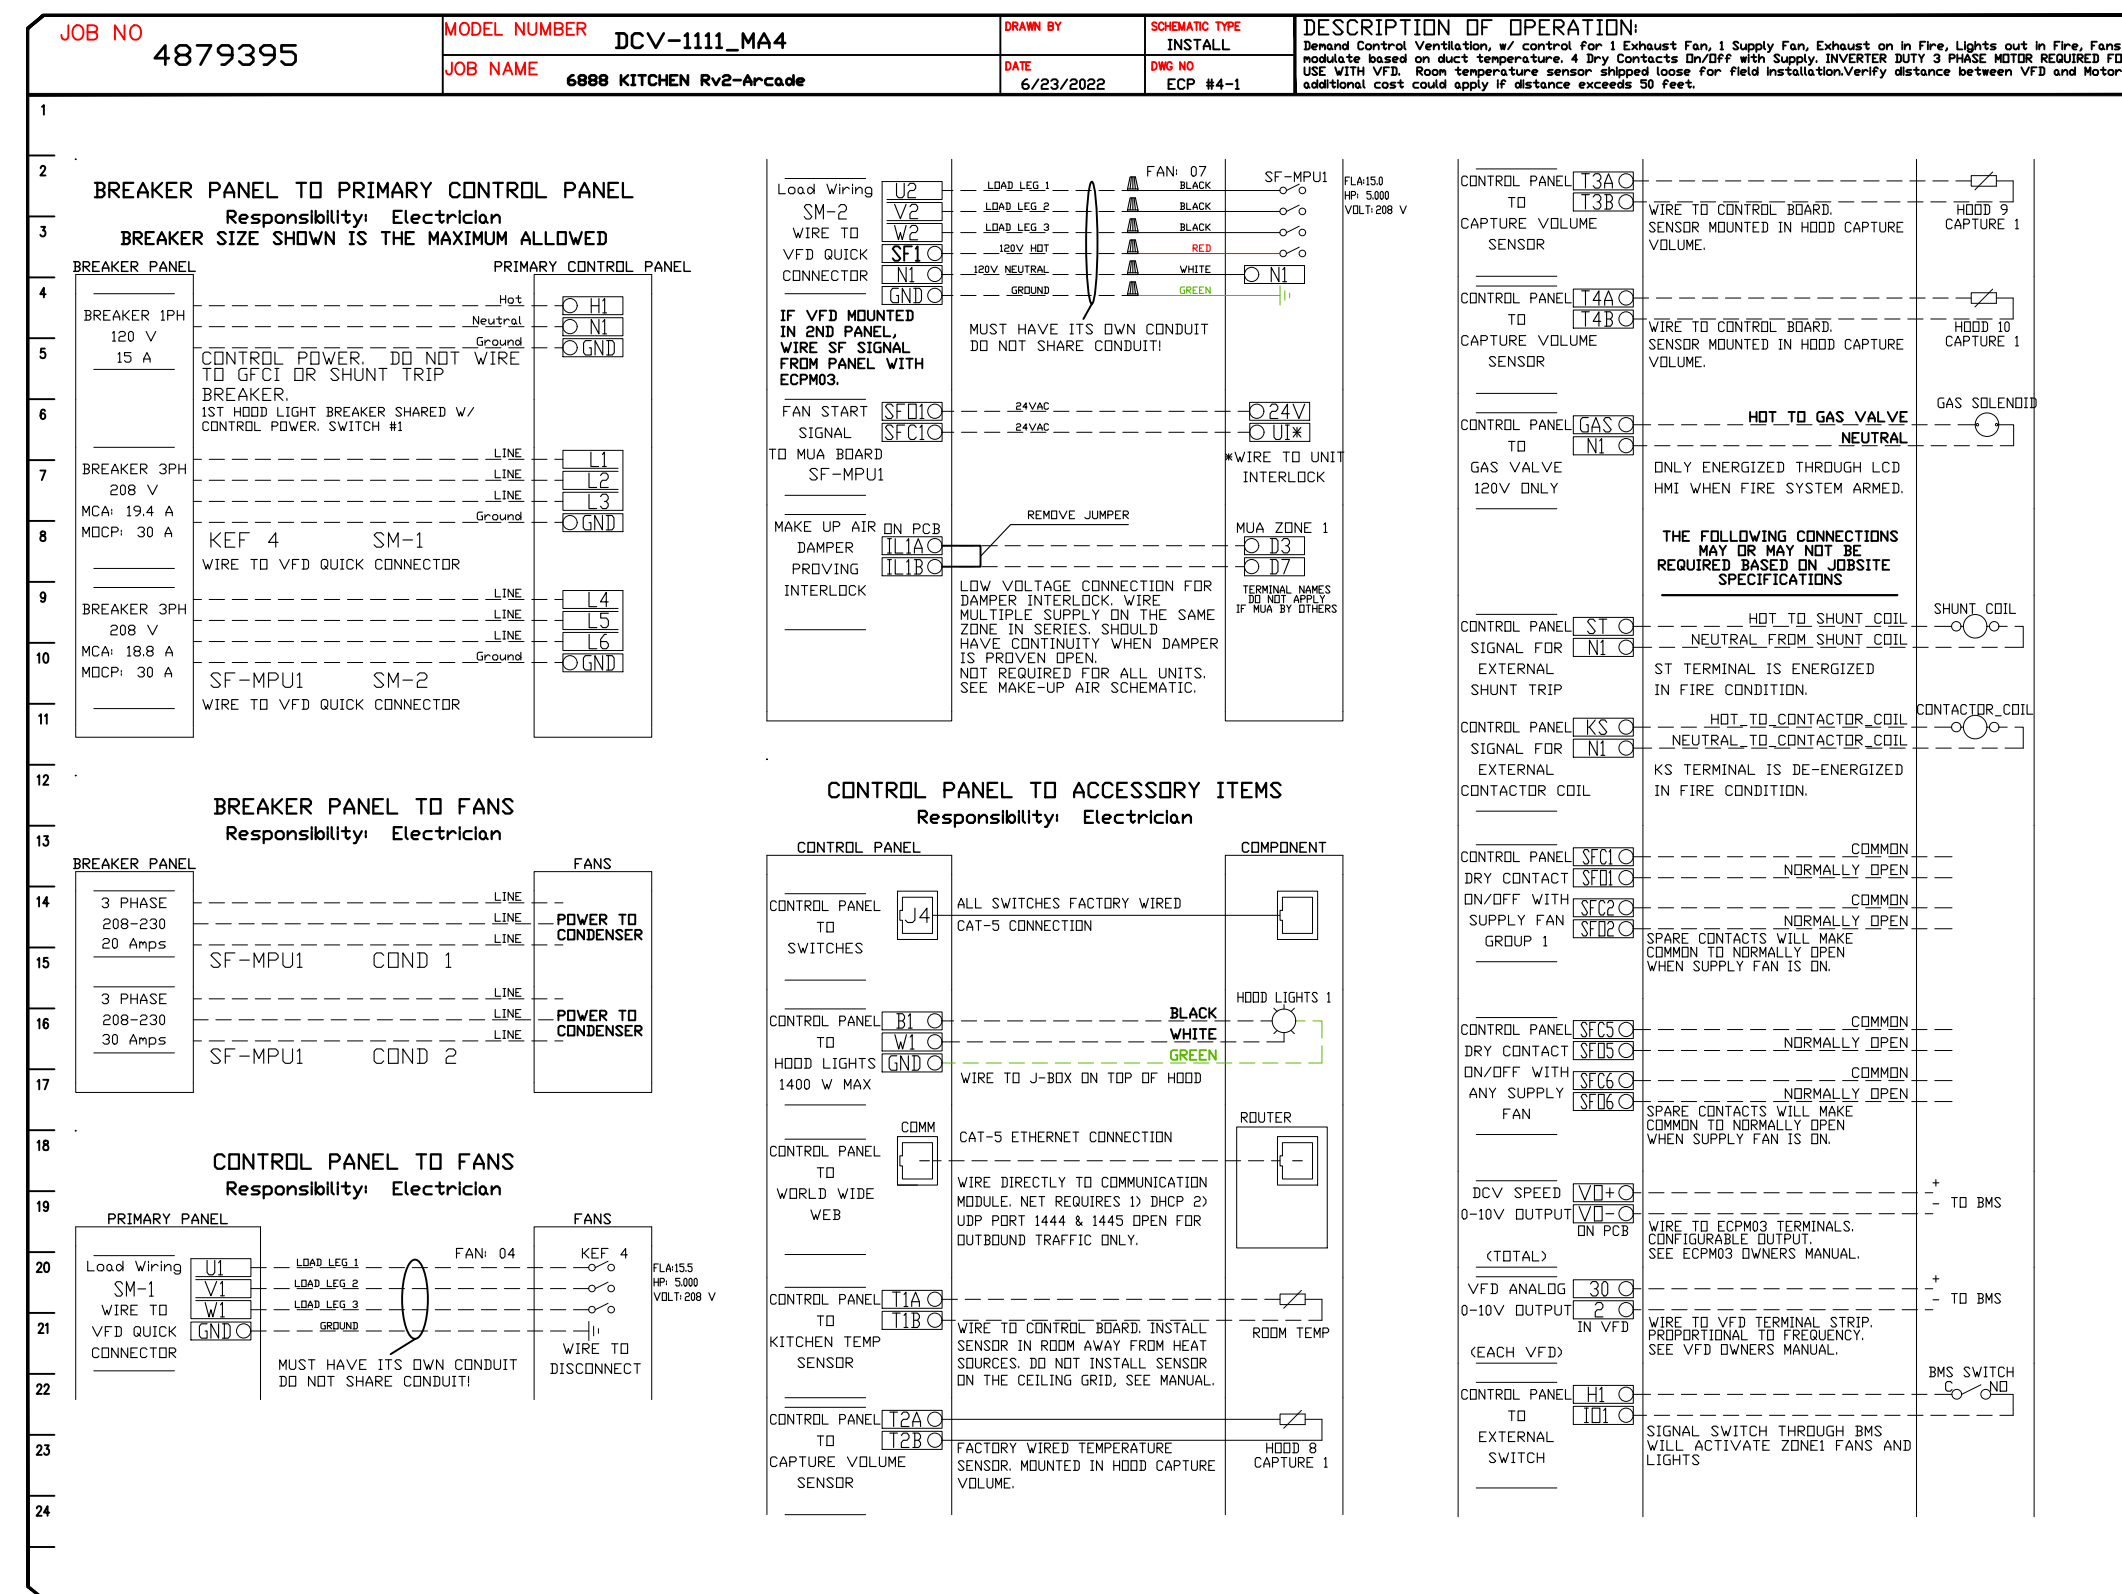 JOB NO
4879395
MODEL NUMBER
DCV-1111_MA4
JOB NAME
6888 KITCHEN Rv2-Arcade
DRAWN BY
DATE
6/23/2022
SCHEMATIC TYPE
INSTALL
DWG NO
ECP #4-1
DESCRIPTION OF OPERATION:
Demand Control Ventilation, w/ control for 1 Exhaust Fan, 1 Supply Fan, Exhaust on in Fire, Lights out in Fire, Fans
modulate based on duct temperature. 4 Dry Contacts On/Off with Supply. INVERTER DUTY 3 PHASE MOTOR REQUIRED FO
USE WITH VFD. Room temperature sensor shipped loose for field installation.Verify distance between VFD and Motor
additional cost could apply if distance exceeds 50 feet.
1
2
3
4
5
6
7
8
9
10
11
12
13
14
15
16
17
18
19
20
21
22
23
24
BREAKER PANEL TO PRIMARY CONTROL PANEL
Responsibility: Electrician
BREAKER SIZE SHOWN IS THE MAXIMUM ALLOWED
BREAKER PANEL
PRIMARY CONTROL PANEL
BREAKER 1PH
120 V
15 A
Hot
H1
Neutral
N1
Ground
GND
CONTROL POWER. DO NOT WIRE
TO GFCI OR SHUNT TRIP
BREAKER.
1ST HOOD LIGHT BREAKER SHARED W/
CONTROL POWER. SWITCH #1
BREAKER 3PH
208 V
MCA: 19.4 A
MOCP: 30 A
LINE
L1
LINE
L2
LINE
L3
Ground
GND
KEF 4 SM-1
WIRE TO VFD QUICK CONNECTOR
BREAKER 3PH
208 V
MCA: 18.8 A
MOCP: 30 A
LINE
L4
LINE
L5
LINE
L6
Ground
GND
SF-MPU1 SM-2
WIRE TO VFD QUICK CONNECTOR
BREAKER PANEL TO FANS
Responsibility: Electrician
BREAKER PANEL
FANS
3 PHASE
208-230
20 Amps
LINE
LINE
LINE
POWER TO
CONDENSER
SF-MPU1 COND 1
3 PHASE
208-230
30 Amps
LINE
LINE
LINE
POWER TO
CONDENSER
SF-MPU1 COND 2
CONTROL PANEL TO FANS
Responsibility: Electrician
PRIMARY PANEL
FANS
Load Wiring
SM-1
WIRE TO
VFD QUICK
CONNECTOR
U1
V1
W1
GND
LOAD LEG 1
LOAD LEG 2
LOAD LEG 3
GROUND
FAN: 04
KEF 4
FLA:15.5
HP: 5.000
VOLT: 208 V
WIRE TO
DISCONNECT
MUST HAVE ITS OWN CONDUIT
DO NOT SHARE CONDUIT!
Load Wiring
SM-2
WIRE TO
VFD QUICK
CONNECTOR
U2
V2
W2
SF1
N1
GND
LOAD LEG 1
LOAD LEG 2
LOAD LEG 3
120V HOT
120V NEUTRAL
GROUND
FAN: 07
BLACK
BLACK
BLACK
RED
WHITE
GREEN
SF-MPU1
N1
FLA:15.0
HP: 5.000
VOLT: 208 V
IF VFD MOUNTED
IN 2ND PANEL,
WIRE SF SIGNAL
FROM PANEL WITH
ECPM03.
MUST HAVE ITS OWN CONDUIT
DO NOT SHARE CONDUIT!
FAN START
SIGNAL
TO MUA BOARD
SF-MPU1
SFO1
SFC1
24VAC
24VAC
24V
UI*
*WIRE TO UNIT
INTERLOCK
MAKE UP AIR
DAMPER
PROVING
INTERLOCK
ON PCB
IL1A
IL1B
REMOVE JUMPER
MUA ZONE 1
D3
D7
TERMINAL NAMES
DO NOT APPLY
IF MUA BY OTHERS
LOW VOLTAGE CONNECTION FOR
DAMPER INTERLOCK. WIRE
MULTIPLE SUPPLY ON THE SAME
ZONE IN SERIES. SHOULD
HAVE CONTINUITY WHEN DAMPER
IS PROVEN OPEN.
NOT REQUIRED FOR ALL UNITS.
SEE MAKE-UP AIR SCHEMATIC.
CONTROL PANEL TO ACCESSORY ITEMS
Responsibility: Electrician
CONTROL PANEL
COMPONENT
CONTROL PANEL
TO
SWITCHES
J4
ALL SWITCHES FACTORY WIRED
CAT-5 CONNECTION
CONTROL PANEL
TO
HOOD LIGHTS
1400 W MAX
B1
W1
GND
BLACK
WHITE
GREEN
HOOD LIGHTS 1
WIRE TO J-BOX ON TOP OF HOOD
CONTROL PANEL
TO
WORLD WIDE
WEB
COMM
CAT-5 ETHERNET CONNECTION
ROUTER
WIRE DIRECTLY TO COMMUNICATION
MODULE. NET REQUIRES 1) DHCP 2)
UDP PORT 1444 & 1445 OPEN FOR
OUTBOUND TRAFFIC ONLY.
CONTROL PANEL
TO
KITCHEN TEMP
SENSOR
T1A
T1B
ROOM TEMP
WIRE TO CONTROL BOARD. INSTALL
SENSOR IN ROOM AWAY FROM HEAT
SOURCES. DO NOT INSTALL SENSOR
ON THE CEILING GRID, SEE MANUAL.
CONTROL PANEL
TO
CAPTURE VOLUME
SENSOR
T2A
T2B
HOOD 8
CAPTURE 1
FACTORY WIRED TEMPERATURE
SENSOR. MOUNTED IN HOOD CAPTURE
VOLUME.
CONTROL PANEL
TO
CAPTURE VOLUME
SENSOR
T3A
T3B
HOOD 9
CAPTURE 1
WIRE TO CONTROL BOARD.
SENSOR MOUNTED IN HOOD CAPTURE
VOLUME.
CONTROL PANEL
TO
CAPTURE VOLUME
SENSOR
T4A
T4B
HOOD 10
CAPTURE 1
WIRE TO CONTROL BOARD.
SENSOR MOUNTED IN HOOD CAPTURE
VOLUME.
CONTROL PANEL
TO
GAS VALVE
120V ONLY
GAS
N1
HOT TO GAS VALVE
NEUTRAL
GAS SOLENOID
ONLY ENERGIZED THROUGH LCD
HMI WHEN FIRE SYSTEM ARMED.
THE FOLLOWING CONNECTIONS
MAY OR MAY NOT BE
REQUIRED BASED ON JOBSITE
SPECIFICATIONS
CONTROL PANEL
SIGNAL FOR
EXTERNAL
SHUNT TRIP
ST
N1
HOT TO SHUNT COIL
NEUTRAL FROM SHUNT COIL
SHUNT COIL
ST TERMINAL IS ENERGIZED
IN FIRE CONDITION.
CONTROL PANEL
SIGNAL FOR
EXTERNAL
CONTACTOR COIL
KS
N1
HOT TO CONTACTOR COIL
NEUTRAL TO CONTACTOR COIL
CONTACTOR COIL
KS TERMINAL IS DE-ENERGIZED
IN FIRE CONDITION.
CONTROL PANEL
DRY CONTACT
ON/OFF WITH
SUPPLY FAN
GROUP 1
SFC1
SFO1
SFC2
SFO2
COMMON
NORMALLY OPEN
COMMON
NORMALLY OPEN
SPARE CONTACTS WILL MAKE
COMMON TO NORMALLY OPEN
WHEN SUPPLY FAN IS ON.
CONTROL PANEL
DRY CONTACT
ON/OFF WITH
ANY SUPPLY
FAN
SFC5
SFO5
SFC6
SFO6
COMMON
NORMALLY OPEN
COMMON
NORMALLY OPEN
SPARE CONTACTS WILL MAKE
COMMON TO NORMALLY OPEN
WHEN SUPPLY FAN IS ON.
DCV SPEED
0-10V OUTPUT
(TOTAL)
VO+
VO-
ON PCB
+
- TO BMS
WIRE TO ECPM03 TERMINALS.
CONFIGURABLE OUTPUT.
SEE ECPM03 OWNERS MANUAL.
VFD ANALOG
0-10V OUTPUT
(EACH VFD)
30
2
IN VFD
+
- TO BMS
WIRE TO VFD TERMINAL STRIP.
PROPORTIONAL TO FREQUENCY.
SEE VFD OWNERS MANUAL.
CONTROL PANEL
TO
EXTERNAL
SWITCH
H1
IO1
BMS SWITCH
C NO
SIGNAL SWITCH THROUGH BMS
WILL ACTIVATE ZONE1 FANS AND
LIGHTS